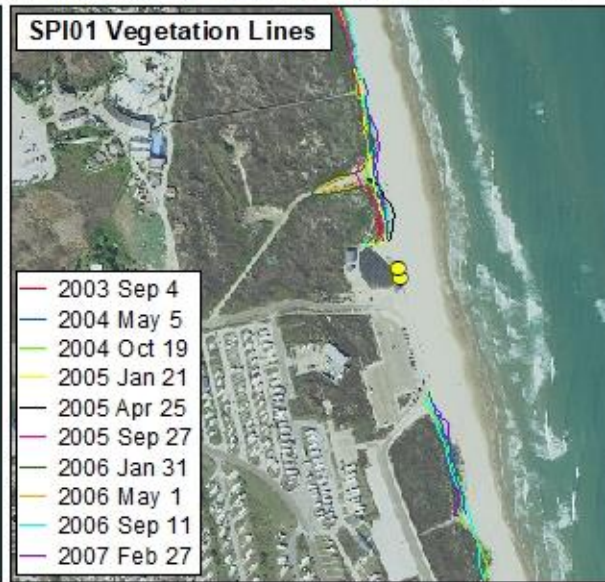 SPI01 Vegetation Lines
2003 Sep 4
2004 May 5
2004 Oct 19
2005 Jan 21
2005 Apr 25
2005 Sep 27
2006 Jan 31
2006 May 1
2006 Sep 11
2007 Feb 27